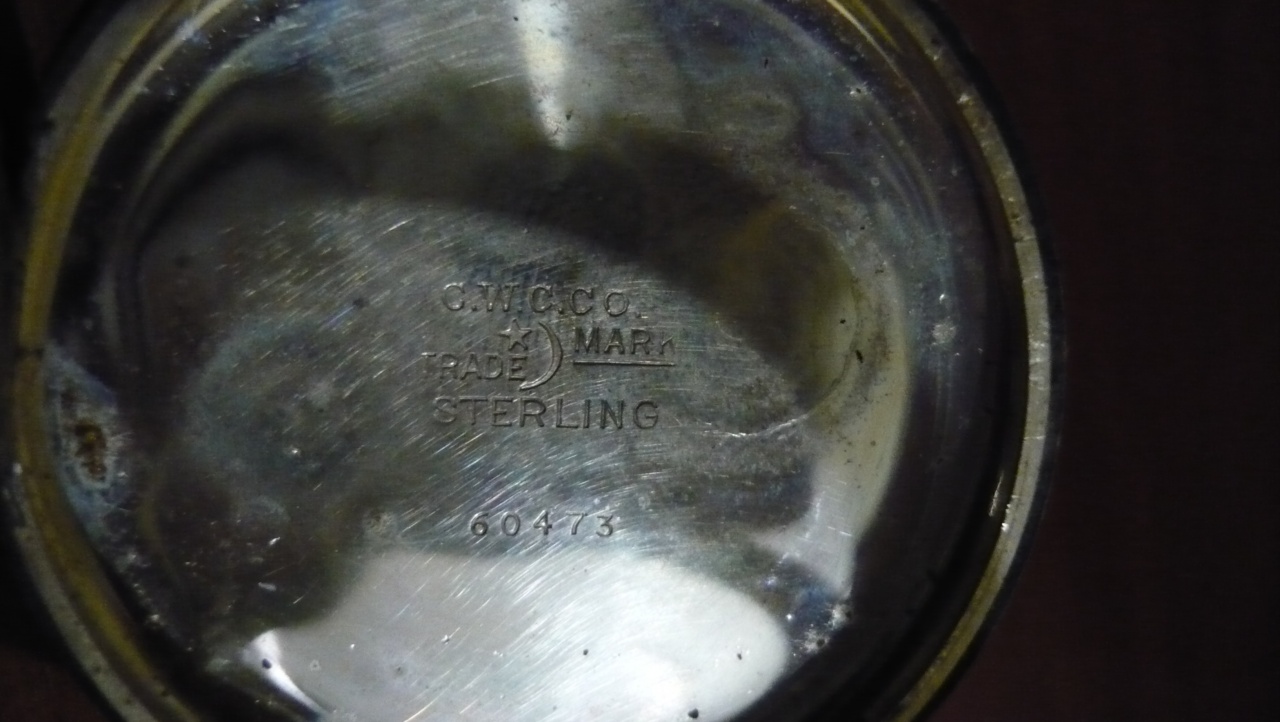 C.W.C.CO.
TRADE MARK
STERLING
60473